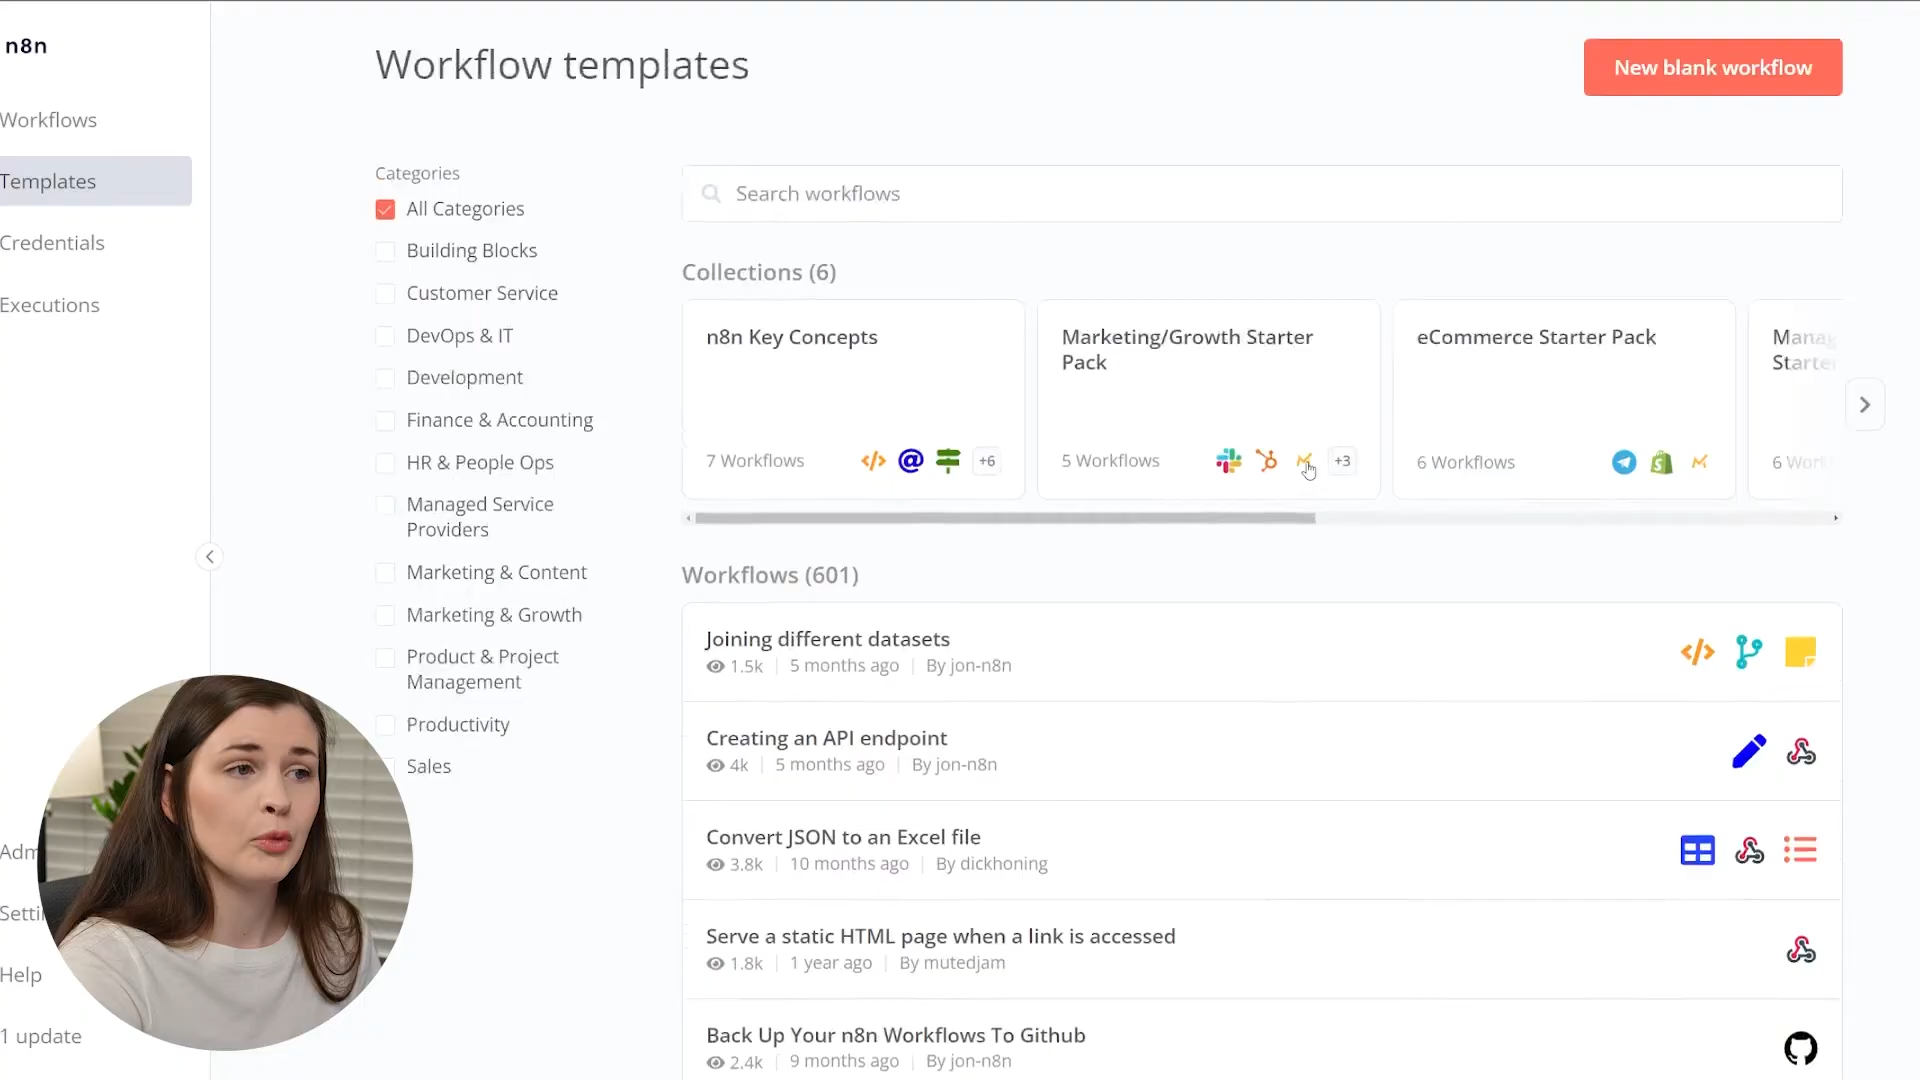 n8n
Workflows
Templates
Credentials
Executions
Help
1 update
Workflow templates
New blank workflow
Categories
All Categories
Building Blocks
Customer Service
DevOps & IT
Development
Finance & Accounting
HR & People Ops
Managed Service
Providers
Marketing & Content
Marketing & Growth
Product & Project
Management
Productivity
Sales
Search workflows
Collections (6)
n8n Key Concepts
7 Workflows
+6
Marketing/Growth Starter
Pack
5 Workflows
+3
eCommerce Starter Pack
6 Workflows
6
Workflows (601)
Joining different datasets
1.5k 5 months ago By jon-n8n
Creating an API endpoint
4k 5 months ago By jon-n8n
Convert JSON to an Excel file
3.8k 10 months ago By dickhoning
Serve a static HTML page when a link is accessed
1.8k 1 year ago By mutedjam
Back Up Your n8n Workflows To Github
2.4k 9 months ago By jon-n8n